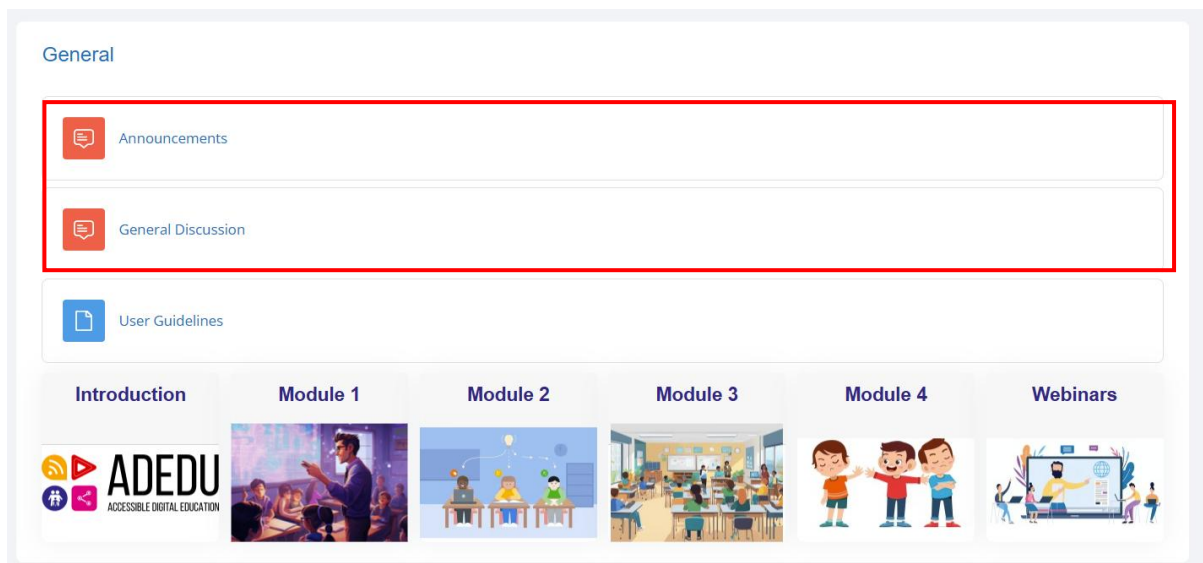 General
Announcements
General Discussion
User Guidelines
Introduction
Module 1
Module 2
Module 3
Module 4
Webinars
ADEDU
ACCESSIBLE DIGITAL EDUCATION